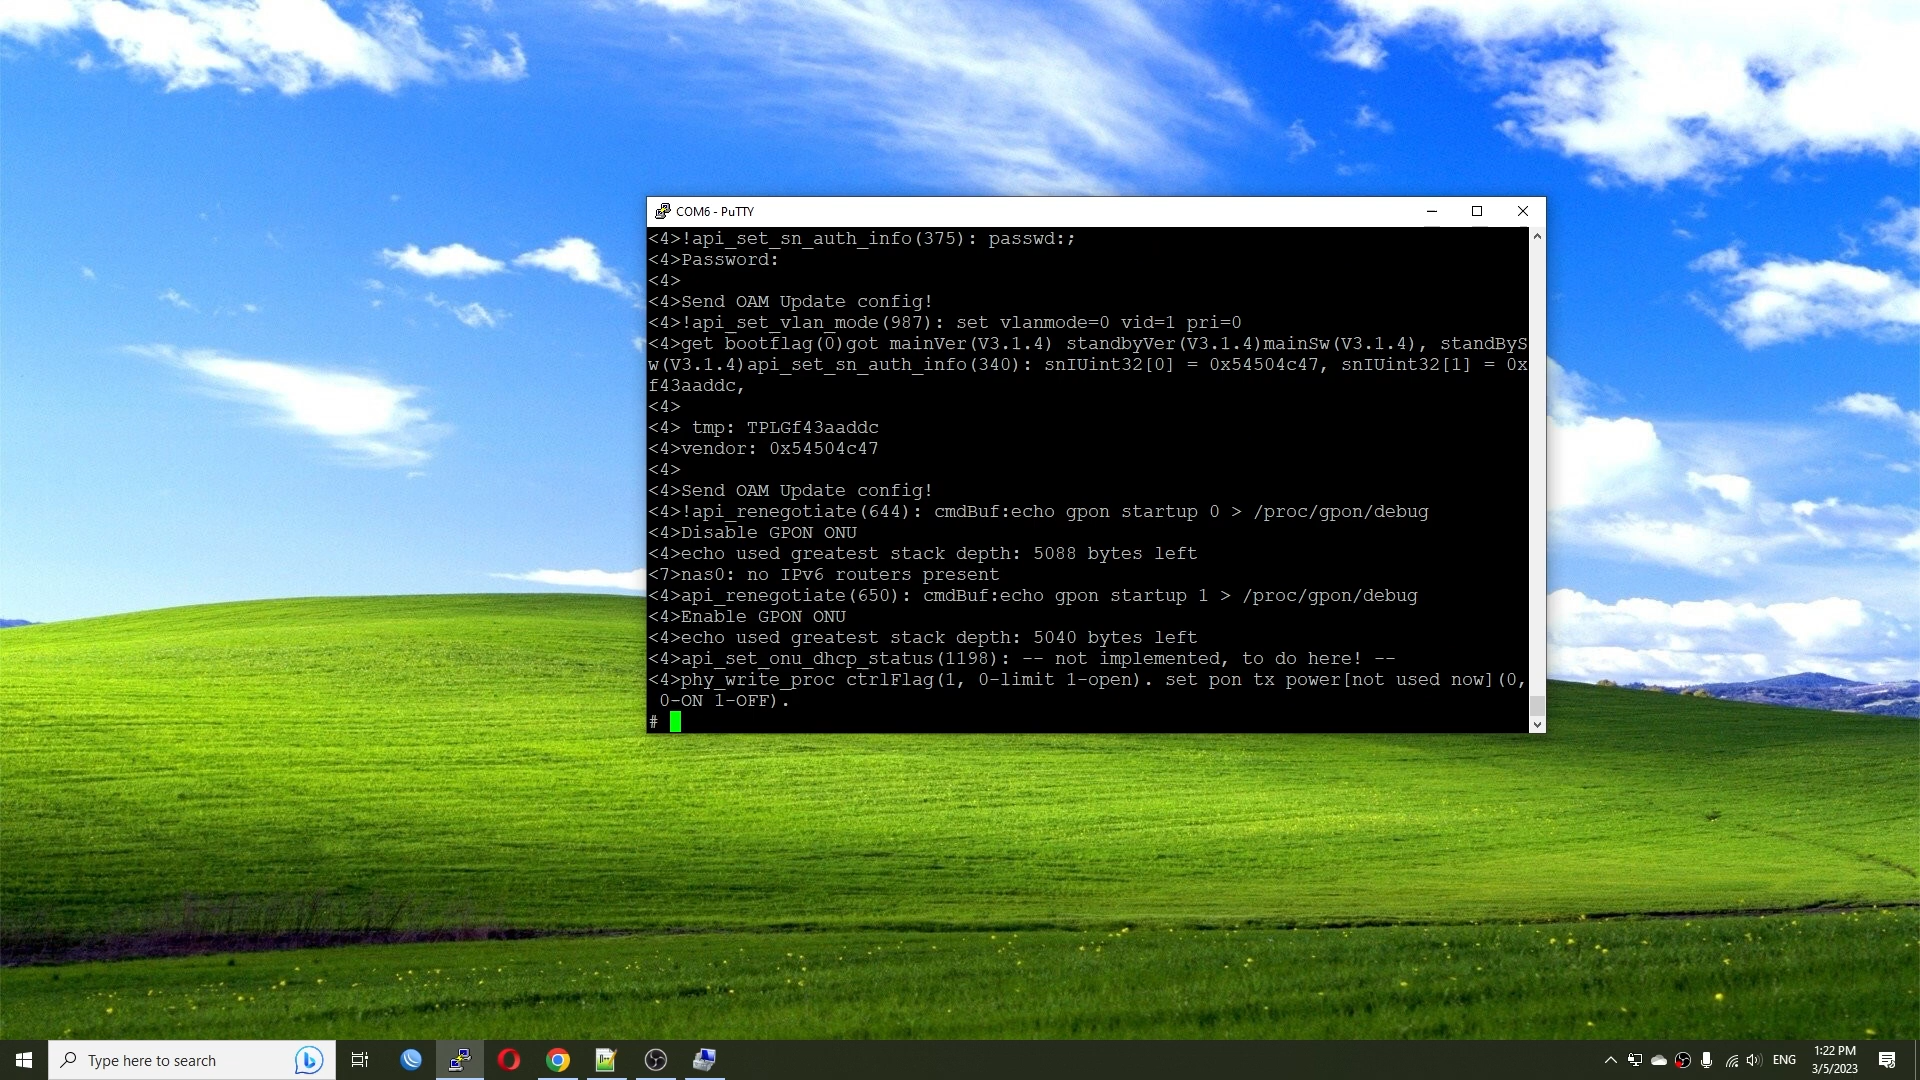 COM6 - PuTTY
<4>!api_set_sn_auth_info(375): passwd:;
<4>Password:
<4>
<4>Send OAM Update config!
<4>!api_set_vlan_mode(987): set vlanmode=0 vid=1 pri=0
<4>get bootflag(0)got mainVer(V3.1.4) standbyVer(V3.1.4)mainSw(V3.1.4), standByS
w(V3.1.4)api_set_sn_auth_info(340): snIUint32[0] = 0x54504c47, snIUint32[1] = 0x
f43aaddc,
<4>
<4> tmp: TPLGf43aaddc
<4>vendor: 0x54504c47
<4>
<4>Send OAM Update config!
<4>!api_renegotiate(644): cmdBuf:echo gpon startup 0 > /proc/gpon/debug
<4>Disable GPON ONU
<4>echo used greatest stack depth: 5088 bytes left
<7>nas0: no IPv6 routers present
<4>api_renegotiate(650): cmdBuf:echo gpon startup 1 > /proc/gpon/debug
<4>Enable GPON ONU
<4>echo used greatest stack depth: 5040 bytes left
<4>api_set_onu_dhcp_status(1198): -- not implemented, to do here! --
<4>phy_write_proc ctrlFlag(1, 0-limit 1-open). set pon tx power[not used now](0,
 0-ON 1-OFF).
#
Type here to search
ENG
1:22 PM
3/5/2023